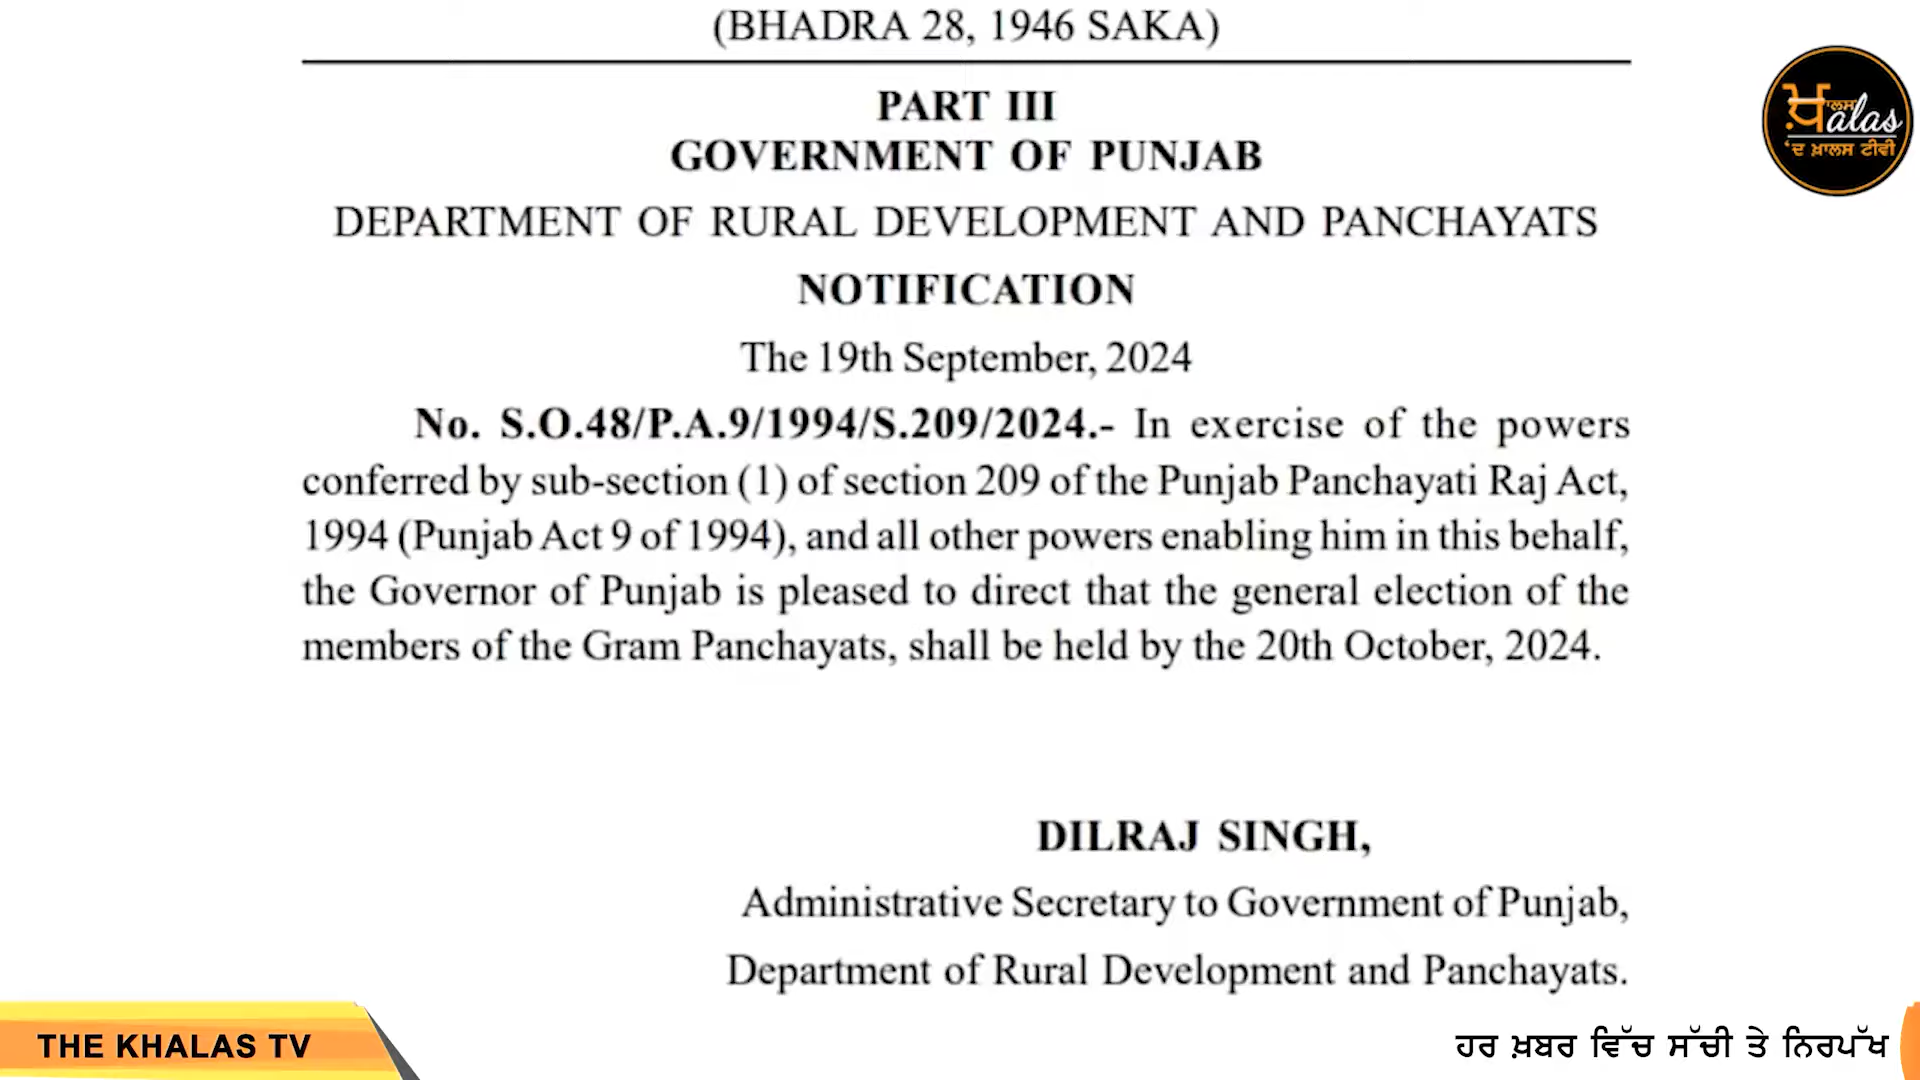 (BHADRA 28, 1946 SAKA)
PART III
GOVERNMENT OF PUNJAB
DEPARTMENT OF RURAL DEVELOPMENT AND PANCHAYATS
NOTIFICATION
The 19th September, 2024
No. S.O.48/P.A.9/1994/S.209/2024.- In exercise of the powers
conferred by sub-section (1) of section 209 of the Punjab Panchayati Raj Act,
1994 (Punjab Act 9 of 1994), and all other powers enabling him in this behalf,
the Governor of Punjab is pleased to direct that the general election of the
members of the Gram Panchayats, shall be held by the 20th October, 2024.
DILRAJ SINGH,
Administrative Secretary to Government of Punjab,
Department of Rural Development and Panchayats.
ਖ਼ਾਲਸ
alas
'ਦ ਖ਼ਾਲਸ ਟੀਵੀ
THE KHALAS TV
ਹਰ ਖ਼ਬਰ ਵਿੱਚ ਸੱਚੀ ਤੇ ਨਿਰਪੱਖ